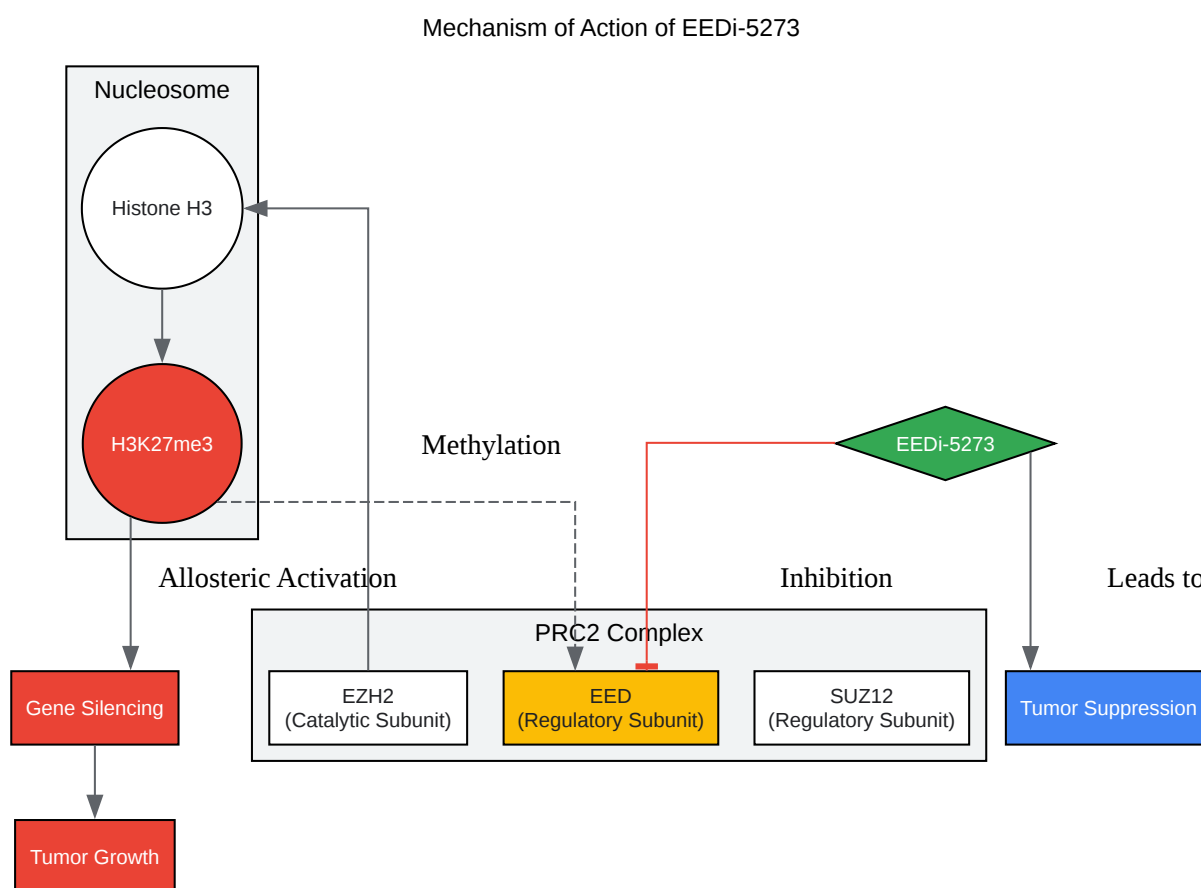 Mechanism of Action of EEDi-5273
Nucleosome
Histone H3
H3K27me3
Methylation
EEDi-5273
Allosteric Activation
Inhibition
Leads to
PRC2 Complex
Gene Silencing
EZH2
(Catalytic Subunit)
EED
(Regulatory Subunit)
SUZ12
(Regulatory Subunit)
Tumor Suppression
Tumor Growth